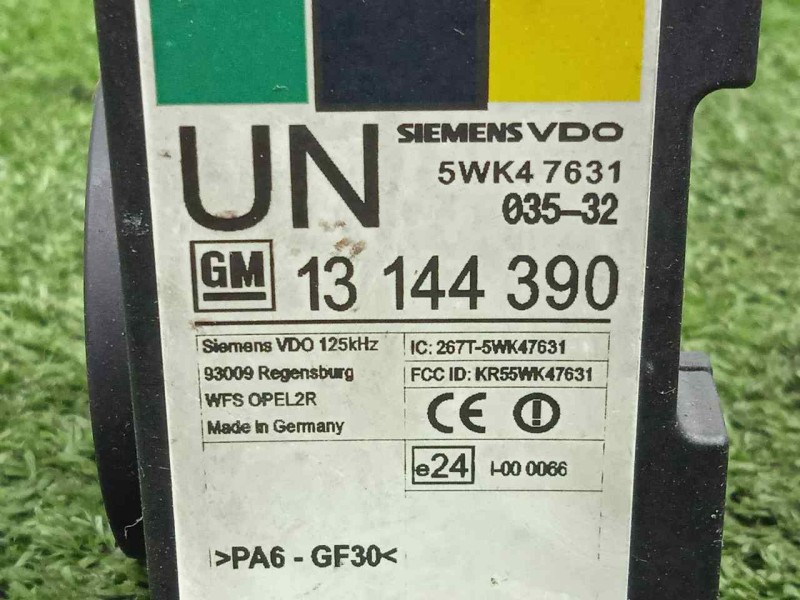 UN
SIEMENS VDO
5WK4 7631
035-32
GM
13 144 390
Siemens VDO 125kHz
93009 Regensburg
WFS OPEL2R
Made in Germany
IC: 267T-5WK47631
FCC ID: KR55WK47631
CE
e24 I-00 0066
>PA6 - GF30<